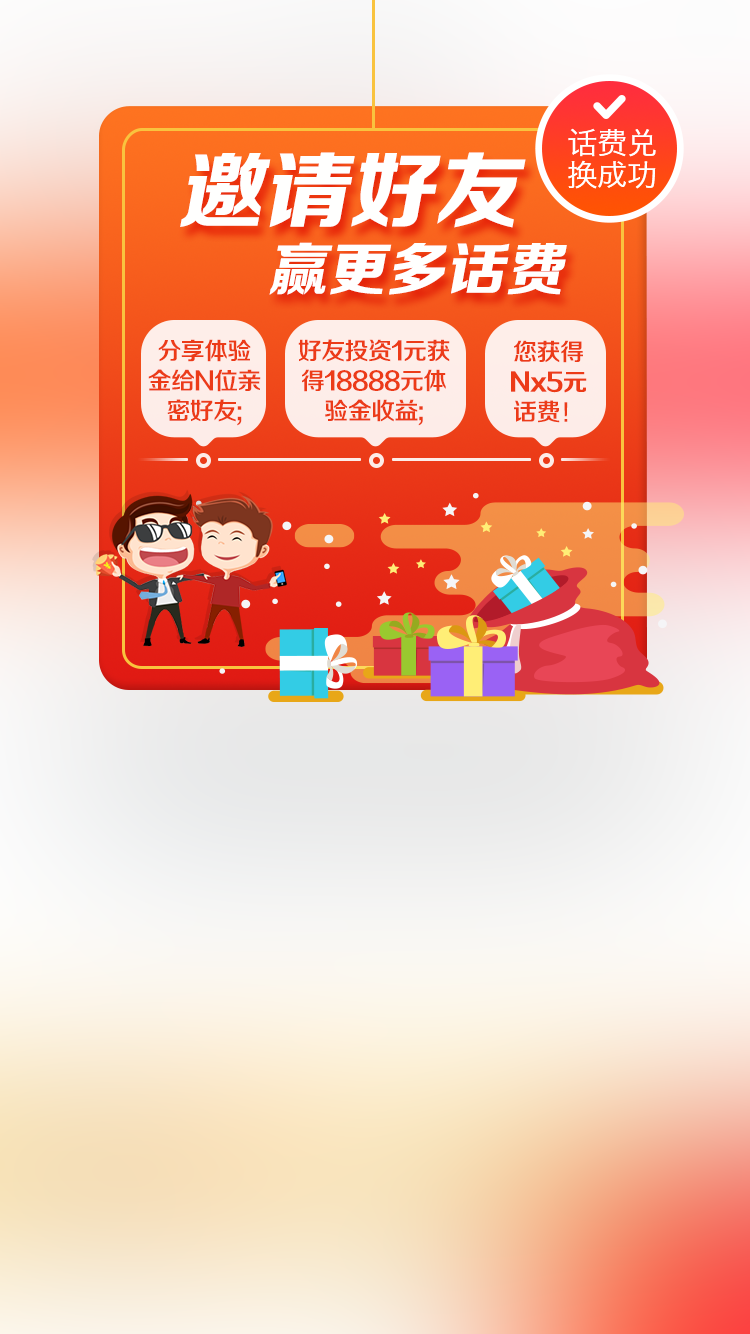 话费兑
换成功
邀请好友
赢更多话费
分享体验
金给N位亲
密好友;
好友投资1元获
得18888元体
验金收益;
您获得
Nx5元
话费!